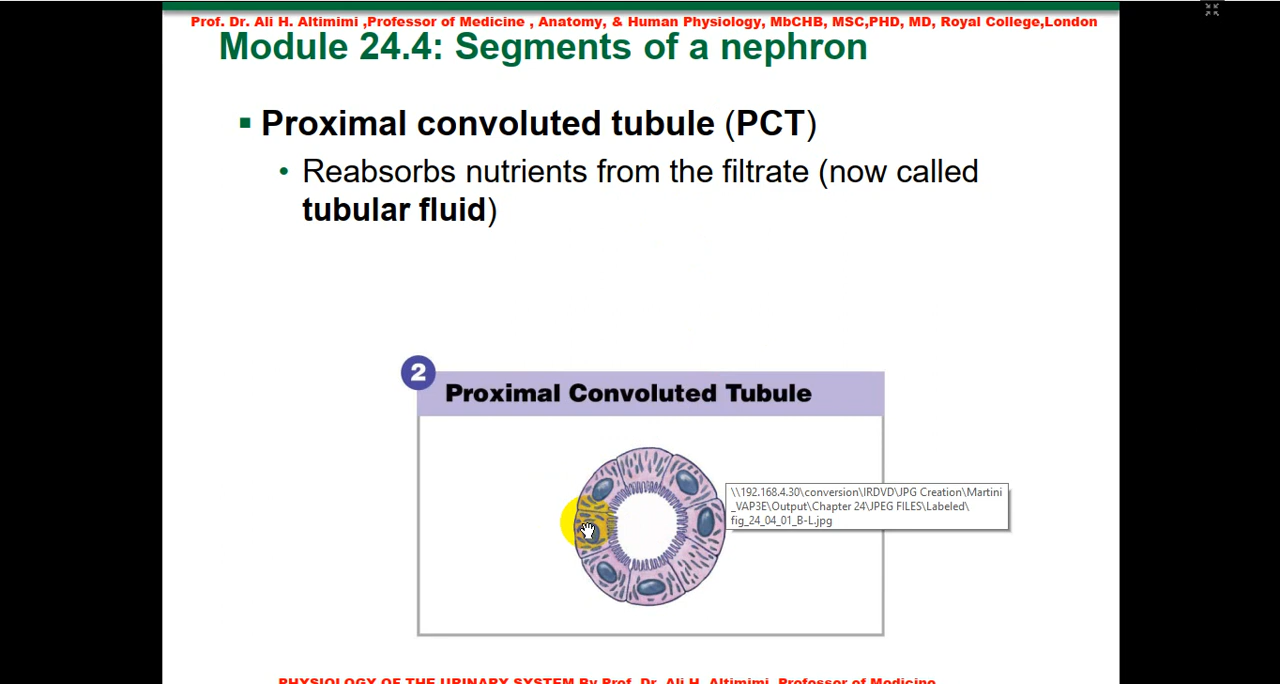 Prof. Dr. Ali H. Altimimi ,Professor of Medicine , Anatomy, & Human Physiology, MbCHB, MSC,PHD, MD, Royal College,London
Module 24.4: Segments of a nephron
▪ Proximal convoluted tubule (PCT)
• Reabsorbs nutrients from the filtrate (now called
tubular fluid)
2
Proximal Convoluted Tubule
\\192.168.4.30\conversion\IRDVD\JPG Creation\Martini
_VAP3E\Output\Chapter 24\JPEG FILES\Labeled\
fig_24_04_01_B-L.jpg
PHYSIOLOGY OF THE URINARY SYSTEM By Prof. Dr. Ali H. Altimimi, Professor of Medicine